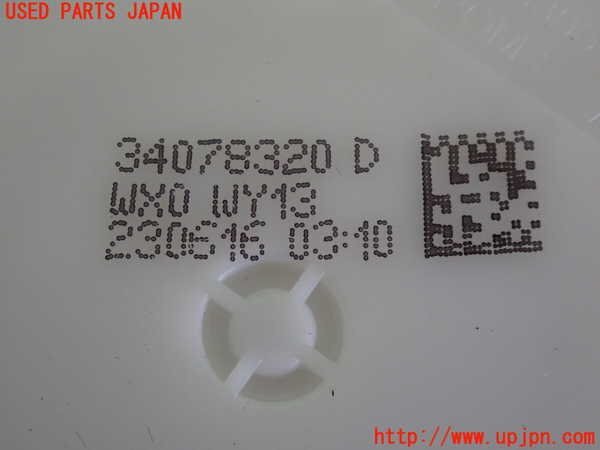 USED PARTS JAPAN
34078320 D
WX0 WY13
230616 03:10
http://www.upjpn.com